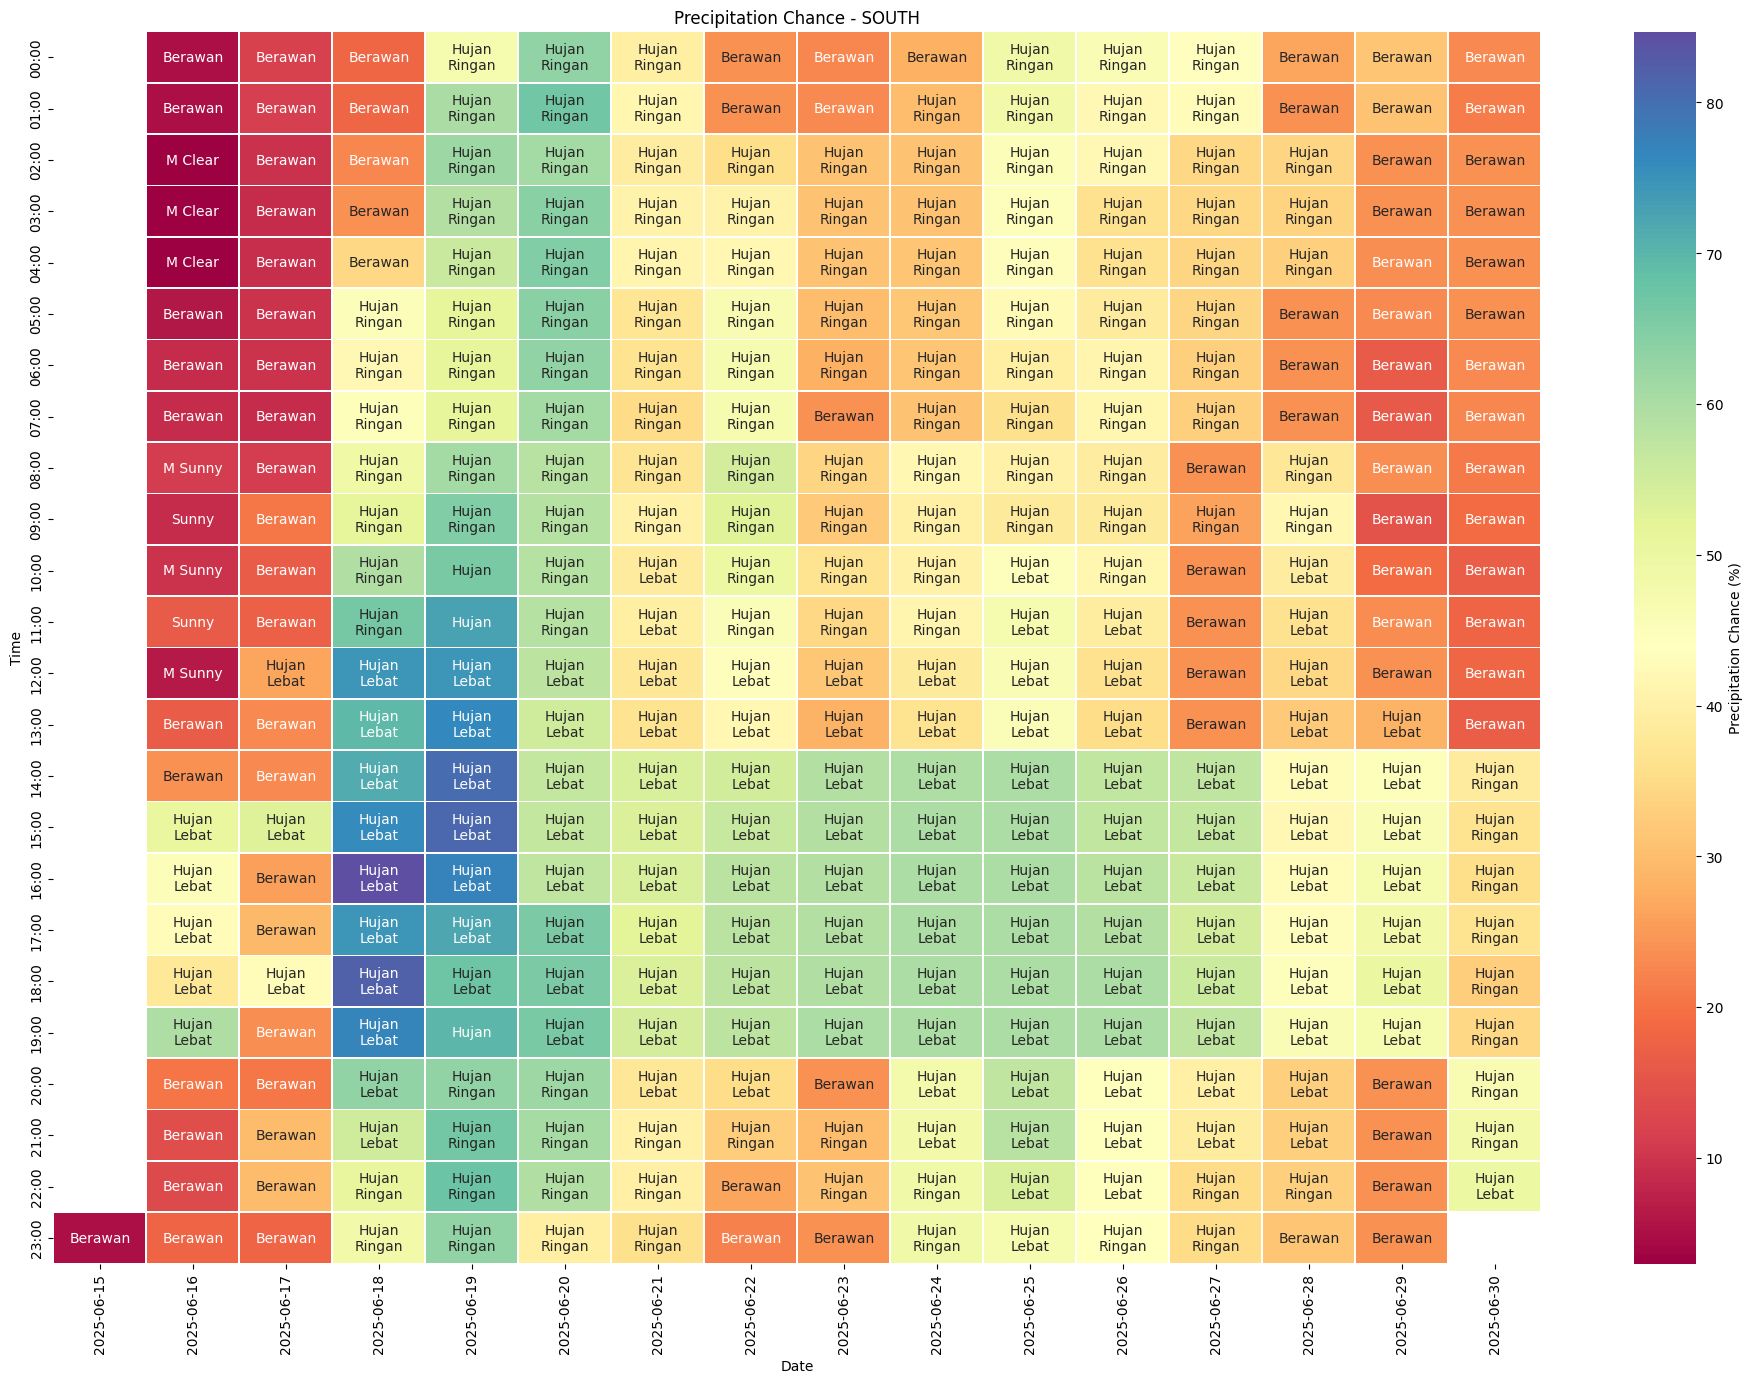 Precipitation Chance - SOUTH
00:00 Berawan Berawan Berawan Hujan Ringan Hujan Ringan Hujan Ringan Berawan Berawan Berawan Hujan Ringan Hujan Ringan Hujan Ringan Berawan Berawan Berawan
01:00 Berawan Berawan Berawan Hujan Ringan Hujan Ringan Hujan Ringan Berawan Berawan Hujan Ringan Hujan Ringan Hujan Ringan Hujan Ringan Berawan Berawan Berawan
02:00 M Clear Berawan Berawan Hujan Ringan Hujan Ringan Hujan Ringan Hujan Ringan Hujan Ringan Hujan Ringan Hujan Ringan Hujan Ringan Hujan Ringan Hujan Ringan Berawan Berawan
03:00 M Clear Berawan Berawan Hujan Ringan Hujan Ringan Hujan Ringan Hujan Ringan Hujan Ringan Hujan Ringan Hujan Ringan Hujan Ringan Hujan Ringan Hujan Ringan Berawan Berawan
04:00 M Clear Berawan Berawan Hujan Ringan Hujan Ringan Hujan Ringan Hujan Ringan Hujan Ringan Hujan Ringan Hujan Ringan Hujan Ringan Hujan Ringan Hujan Ringan Berawan Berawan
05:00 Berawan Berawan Hujan Ringan Hujan Ringan Hujan Ringan Hujan Ringan Hujan Ringan Hujan Ringan Hujan Ringan Hujan Ringan Hujan Ringan Hujan Ringan Berawan Berawan Berawan
06:00 Berawan Berawan Hujan Ringan Hujan Ringan Hujan Ringan Hujan Ringan Hujan Ringan Hujan Ringan Hujan Ringan Hujan Ringan Hujan Ringan Hujan Ringan Berawan Berawan Berawan
07:00 Berawan Berawan Hujan Ringan Hujan Ringan Hujan Ringan Hujan Ringan Hujan Ringan Berawan Hujan Ringan Hujan Ringan Hujan Ringan Hujan Ringan Berawan Berawan Berawan
08:00 M Sunny Berawan Hujan Ringan Hujan Ringan Hujan Ringan Hujan Ringan Hujan Ringan Hujan Ringan Hujan Ringan Hujan Ringan Hujan Ringan Berawan Hujan Ringan Berawan Berawan
09:00 Sunny Berawan Hujan Ringan Hujan Ringan Hujan Ringan Hujan Ringan Hujan Ringan Hujan Ringan Hujan Ringan Hujan Ringan Hujan Ringan Hujan Ringan Hujan Ringan Berawan Berawan
10:00 M Sunny Berawan Hujan Ringan Hujan Hujan Ringan Hujan Lebat Hujan Ringan Hujan Ringan Hujan Ringan Hujan Lebat Hujan Ringan Berawan Hujan Lebat Berawan Berawan
11:00 Sunny Berawan Hujan Ringan Hujan Hujan Ringan Hujan Lebat Hujan Ringan Hujan Ringan Hujan Ringan Hujan Lebat Hujan Lebat Berawan Hujan Lebat Berawan Berawan
12:00 M Sunny Hujan Lebat Hujan Lebat Hujan Lebat Hujan Lebat Hujan Lebat Hujan Lebat Hujan Lebat Hujan Lebat Hujan Lebat Hujan Lebat Berawan Hujan Lebat Berawan Berawan
13:00 Berawan Berawan Hujan Lebat Hujan Lebat Hujan Lebat Hujan Lebat Hujan Lebat Hujan Lebat Hujan Lebat Hujan Lebat Hujan Lebat Berawan Hujan Lebat Hujan Lebat Berawan
14:00 Berawan Berawan Hujan Lebat Hujan Lebat Hujan Lebat Hujan Lebat Hujan Lebat Hujan Lebat Hujan Lebat Hujan Lebat Hujan Lebat Hujan Lebat Hujan Lebat Hujan Lebat Hujan Ringan
15:00 Hujan Lebat Hujan Lebat Hujan Lebat Hujan Lebat Hujan Lebat Hujan Lebat Hujan Lebat Hujan Lebat Hujan Lebat Hujan Lebat Hujan Lebat Hujan Lebat Hujan Lebat Hujan Lebat Hujan Ringan
16:00 Hujan Lebat Berawan Hujan Lebat Hujan Lebat Hujan Lebat Hujan Lebat Hujan Lebat Hujan Lebat Hujan Lebat Hujan Lebat Hujan Lebat Hujan Lebat Hujan Lebat Hujan Lebat Hujan Ringan
17:00 Hujan Lebat Berawan Hujan Lebat Hujan Lebat Hujan Lebat Hujan Lebat Hujan Lebat Hujan Lebat Hujan Lebat Hujan Lebat Hujan Lebat Hujan Lebat Hujan Lebat Hujan Lebat Hujan Ringan
18:00 Hujan Lebat Hujan Lebat Hujan Lebat Hujan Lebat Hujan Lebat Hujan Lebat Hujan Lebat Hujan Lebat Hujan Lebat Hujan Lebat Hujan Lebat Hujan Lebat Hujan Lebat Hujan Lebat Hujan Ringan
19:00 Hujan Lebat Berawan Hujan Lebat Hujan Hujan Lebat Hujan Lebat Hujan Lebat Hujan Lebat Hujan Lebat Hujan Lebat Hujan Lebat Hujan Lebat Hujan Lebat Hujan Lebat Hujan Ringan
20:00 Berawan Berawan Hujan Lebat Hujan Ringan Hujan Ringan Hujan Lebat Hujan Lebat Berawan Hujan Lebat Hujan Lebat Hujan Lebat Hujan Lebat Hujan Lebat Berawan Hujan Ringan
21:00 Berawan Berawan Hujan Lebat Hujan Ringan Hujan Ringan Hujan Ringan Hujan Ringan Hujan Ringan Hujan Lebat Hujan Lebat Hujan Lebat Hujan Lebat Hujan Lebat Berawan Hujan Ringan
22:00 Berawan Berawan Hujan Ringan Hujan Ringan Hujan Ringan Hujan Ringan Berawan Hujan Ringan Hujan Ringan Hujan Lebat Hujan Lebat Hujan Ringan Hujan Ringan Berawan Hujan Lebat
23:00 Berawan Berawan Berawan Hujan Ringan Hujan Ringan Hujan Ringan Hujan Ringan Berawan Berawan Hujan Ringan Hujan Lebat Hujan Ringan Hujan Ringan Berawan Berawan
2025-06-15 2025-06-16 2025-06-17 2025-06-18 2025-06-19 2025-06-20 2025-06-21 2025-06-22 2025-06-23 2025-06-24 2025-06-25 2025-06-26 2025-06-27 2025-06-28 2025-06-29 2025-06-30
Date
Time
80
70
60
50
40
30
20
10
Precipitation Chance (%)